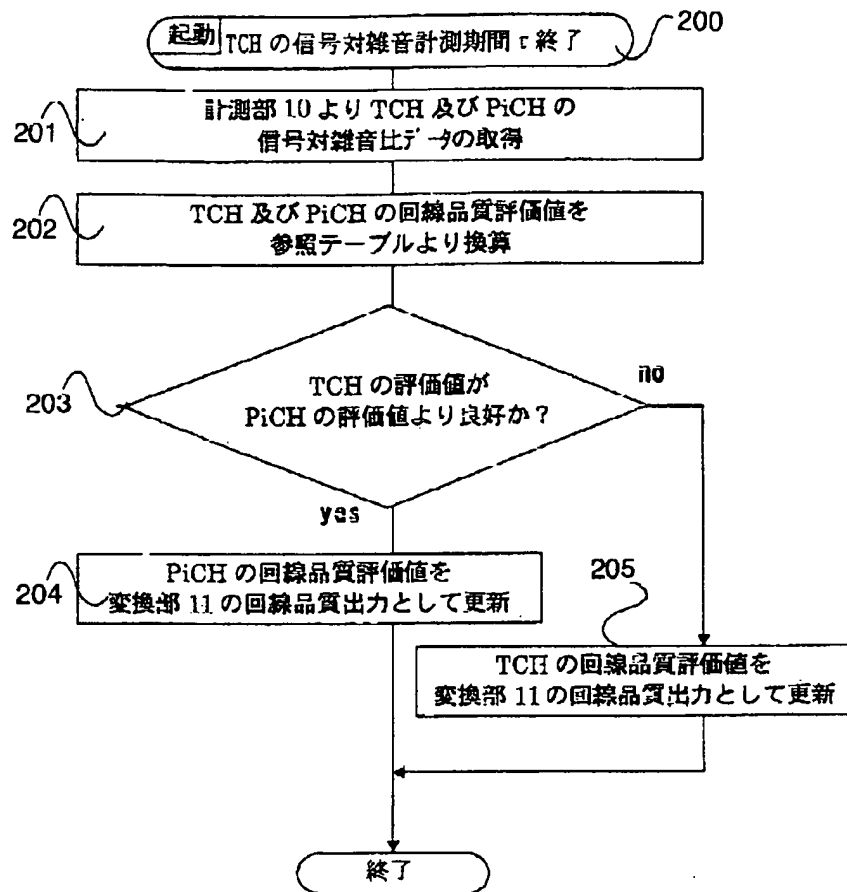 起動 TCH の信号対雑音計測期間 τ 終了
200
計測部 10 より TCH 及び PiCH の
信号対雑音比データの取得
201
TCH 及び PiCH の回線品質評価値を
参照テーブルより換算
202
TCH の評価値が
PiCH の評価値より良好か?
203
no
yes
PiCH の回線品質評価値を
変換部 11 の回線品質出力として更新
204
205
TCH の回線品質評価値を
変換部 11 の回線品質出力として更新
終了